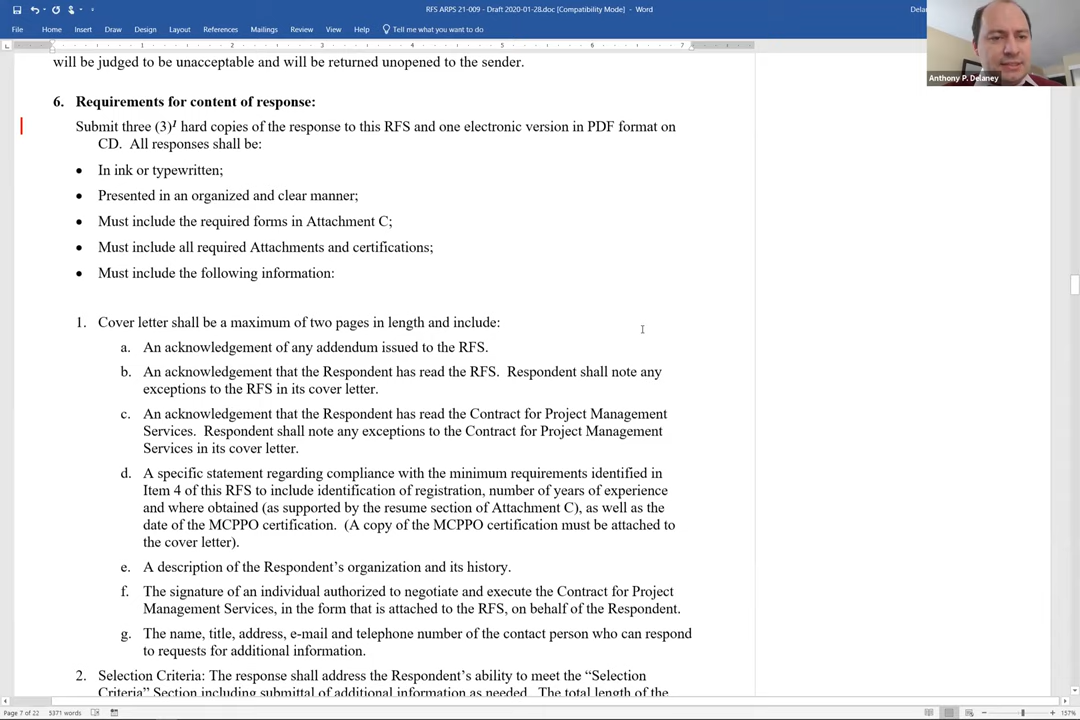 RFS ARPS 21-009 - Draft 2020-01-28.doc [Compatibility Mode] - Word
File Home Insert Draw Design Layout References Mailings Review View Help Tell me what you want to do
1 2 3 4 5 6 7
Anthony P. Delaney
will be judged to be unacceptable and will be returned unopened to the sender.
6. Requirements for content of response:
Submit three (3)1 hard copies of the response to this RFS and one electronic version in PDF format on
CD. All responses shall be:
• In ink or typewritten;
• Presented in an organized and clear manner;
• Must include the required forms in Attachment C;
• Must include all required Attachments and certifications;
• Must include the following information:
1. Cover letter shall be a maximum of two pages in length and include:
a. An acknowledgement of any addendum issued to the RFS.
b. An acknowledgement that the Respondent has read the RFS. Respondent shall note any
exceptions to the RFS in its cover letter.
c. An acknowledgement that the Respondent has read the Contract for Project Management
Services. Respondent shall note any exceptions to the Contract for Project Management
Services in its cover letter.
d. A specific statement regarding compliance with the minimum requirements identified in
Item 4 of this RFS to include identification of registration, number of years of experience
and where obtained (as supported by the resume section of Attachment C), as well as the
date of the MCPPO certification. (A copy of the MCPPO certification must be attached to
the cover letter).
e. A description of the Respondent’s organization and its history.
f. The signature of an individual authorized to negotiate and execute the Contract for Project
Management Services, in the form that is attached to the RFS, on behalf of the Respondent.
g. The name, title, address, e-mail and telephone number of the contact person who can respond
to requests for additional information.
2. Selection Criteria: The response shall address the Respondent’s ability to meet the “Selection
Criteria” Section including submittal of additional information as needed. The total length of the
Page 7 of 22 5371 words 157%